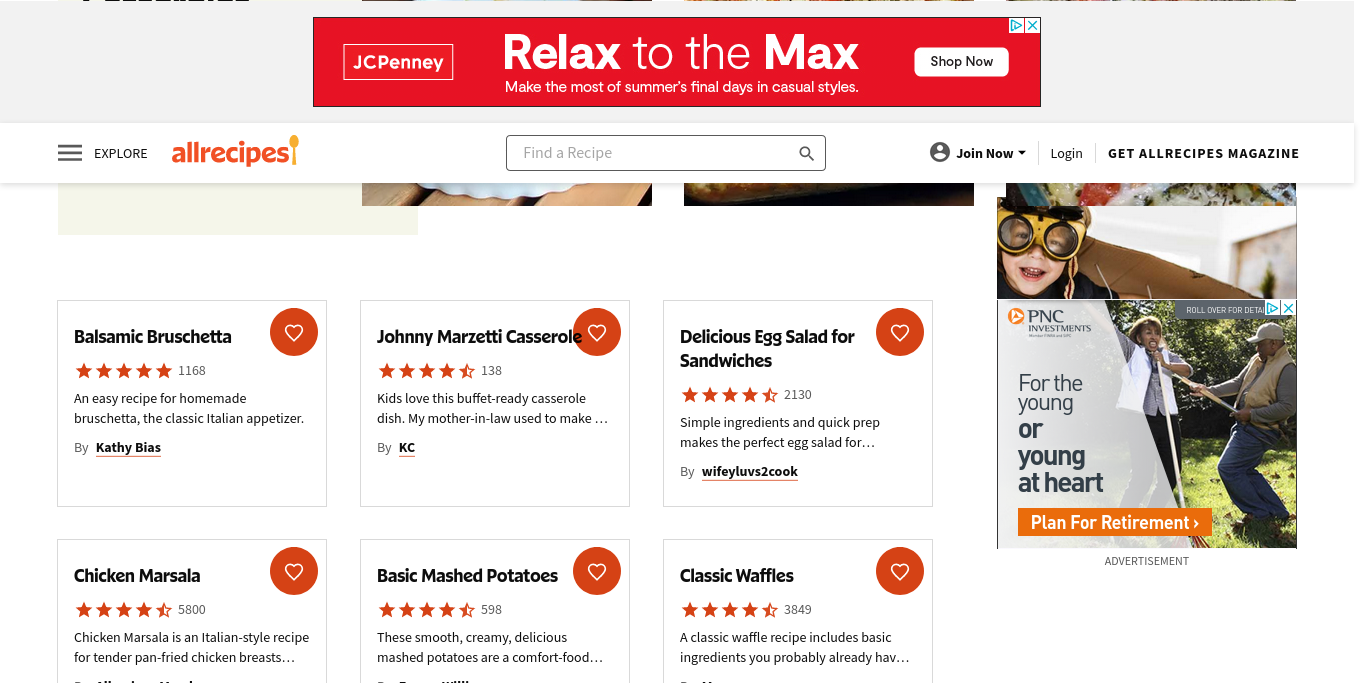 JCPenney
Relax to the Max
Make the most of summer's final days in casual styles.
Shop Now
EXPLORE
allrecipes
Find a Recipe
Join Now
Login
GET ALLRECIPES MAGAZINE
Balsamic Bruschetta
1168
An easy recipe for homemade
bruschetta, the classic Italian appetizer.
By Kathy Bias
Johnny Marzetti Casserole
138
Kids love this buffet-ready casserole
dish. My mother-in-law used to make …
By KC
Delicious Egg Salad for
Sandwiches
2130
Simple ingredients and quick prep
makes the perfect egg salad for…
By wifeyluvs2cook
PNC
INVESTMENTS
ROLL OVER FOR DETAI
For the
young
or
young
at heart
Plan For Retirement ›
ADVERTISEMENT
Chicken Marsala
5800
Chicken Marsala is an Italian-style recipe
for tender pan-fried chicken breasts…
Basic Mashed Potatoes
598
These smooth, creamy, delicious
mashed potatoes are a comfort-food…
Classic Waffles
3849
A classic waffle recipe includes basic
ingredients you probably already hav…